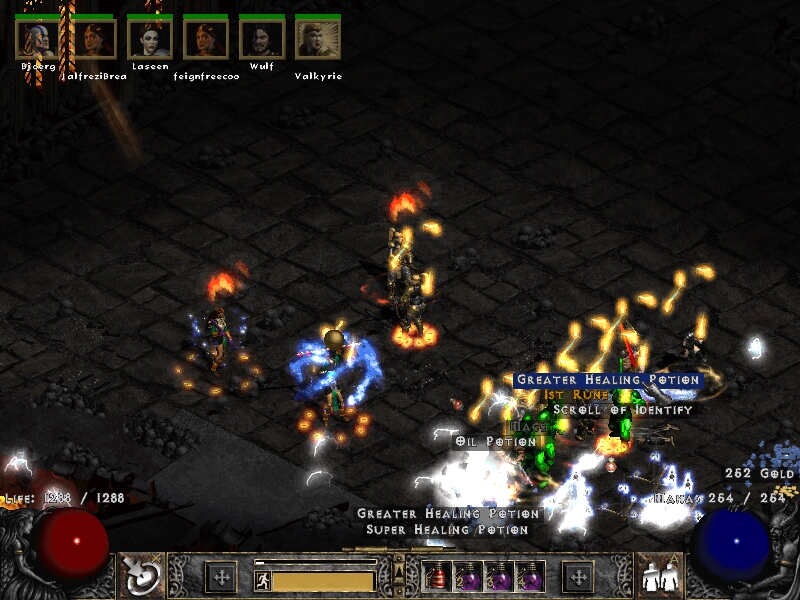 Bjoerg
Laseen
Wulf
alfreziBrea
feignfreecoo
Valkyrie
Greater Healing Potion
Ist Rune
Scroll of Identify
Mace
Oil Potion
252 Gold
Life: 1288 / 1288
Mana: 264 / 264
Greater Healing Potion
Super Healing Potion